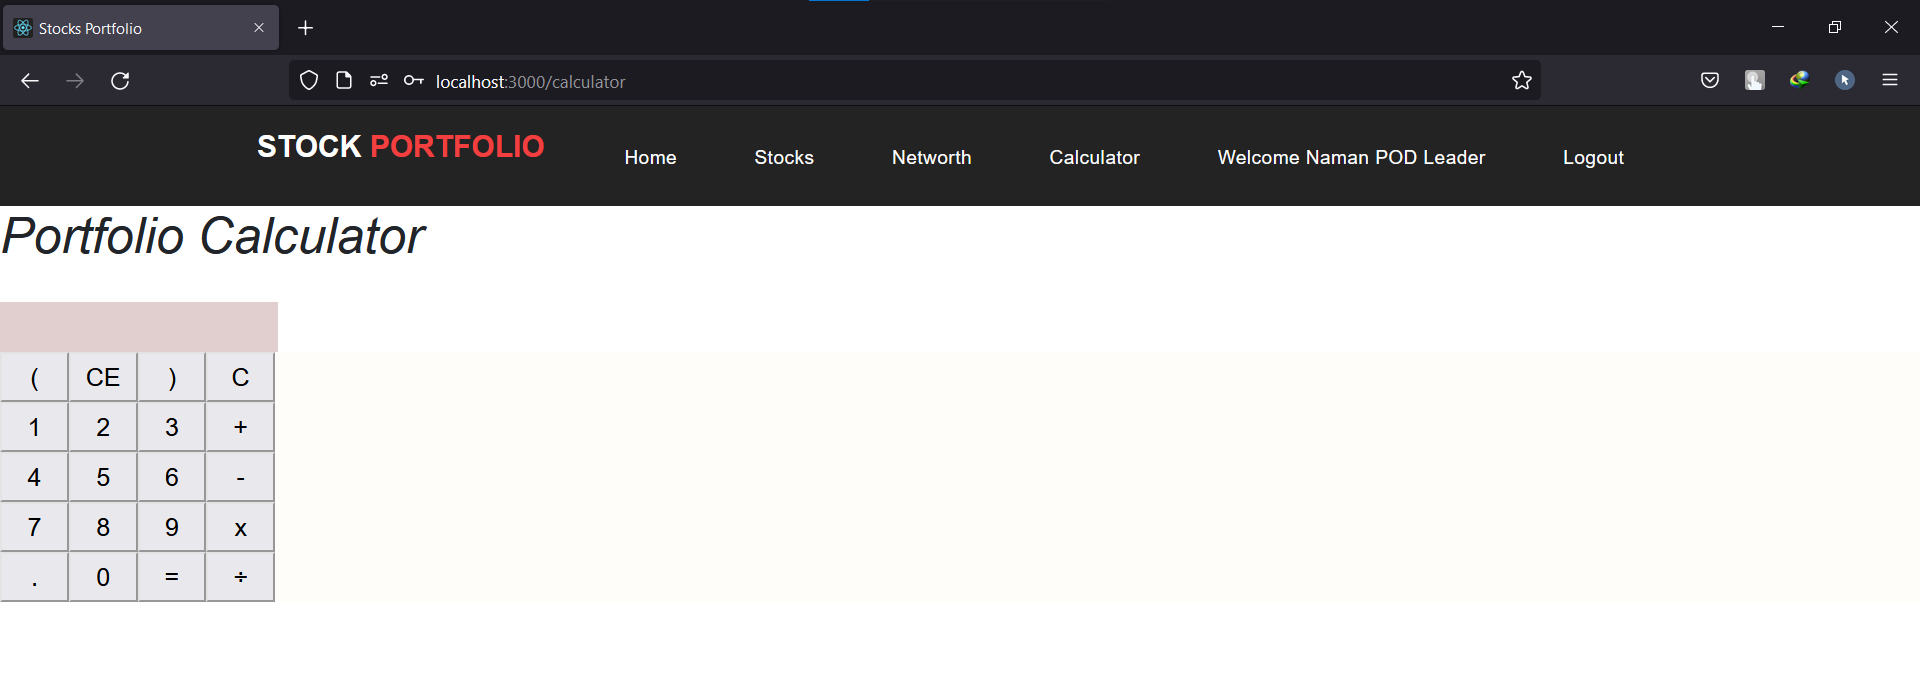 Stocks Portfolio
localhost:3000/calculator
STOCK PORTFOLIO Home Stocks Networth Calculator Welcome Naman POD Leader Logout
Portfolio Calculator
( CE ) C
1 2 3 +
4 5 6 -
7 8 9 x
. 0 = ÷